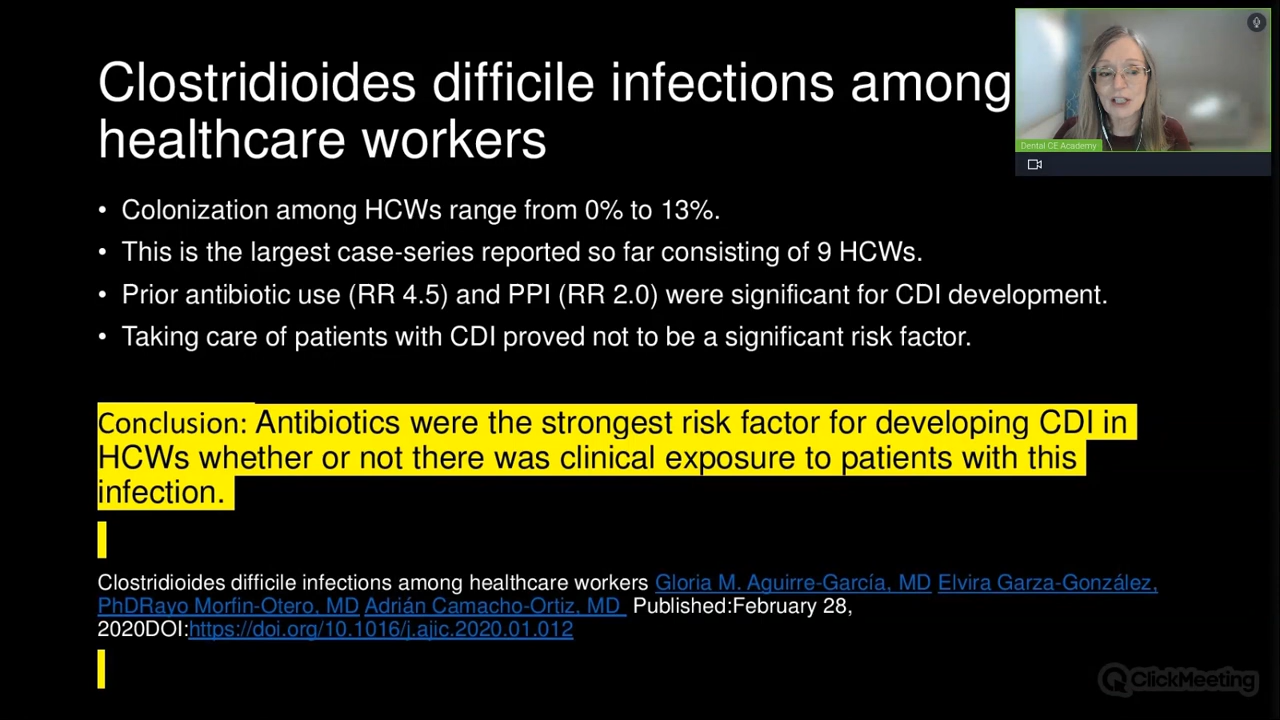 Clostridioides difficile infections among
healthcare workers
Dental CE Academy
• Colonization among HCWs range from 0% to 13%.
• This is the largest case-series reported so far consisting of 9 HCWs.
• Prior antibiotic use (RR 4.5) and PPI (RR 2.0) were significant for CDI development.
• Taking care of patients with CDI proved not to be a significant risk factor.
Conclusion: Antibiotics were the strongest risk factor for developing CDI in
HCWs whether or not there was clinical exposure to patients with this
infection.
Clostridioides difficile infections among healthcare workers Gloria M. Aguirre-García, MD Elvira Garza-González,
PhDRayo Morfin-Otero, MD Adrián Camacho-Ortiz, MD Published:February 28,
2020DOI:https://doi.org/10.1016/j.ajic.2020.01.012
ClickMeeting